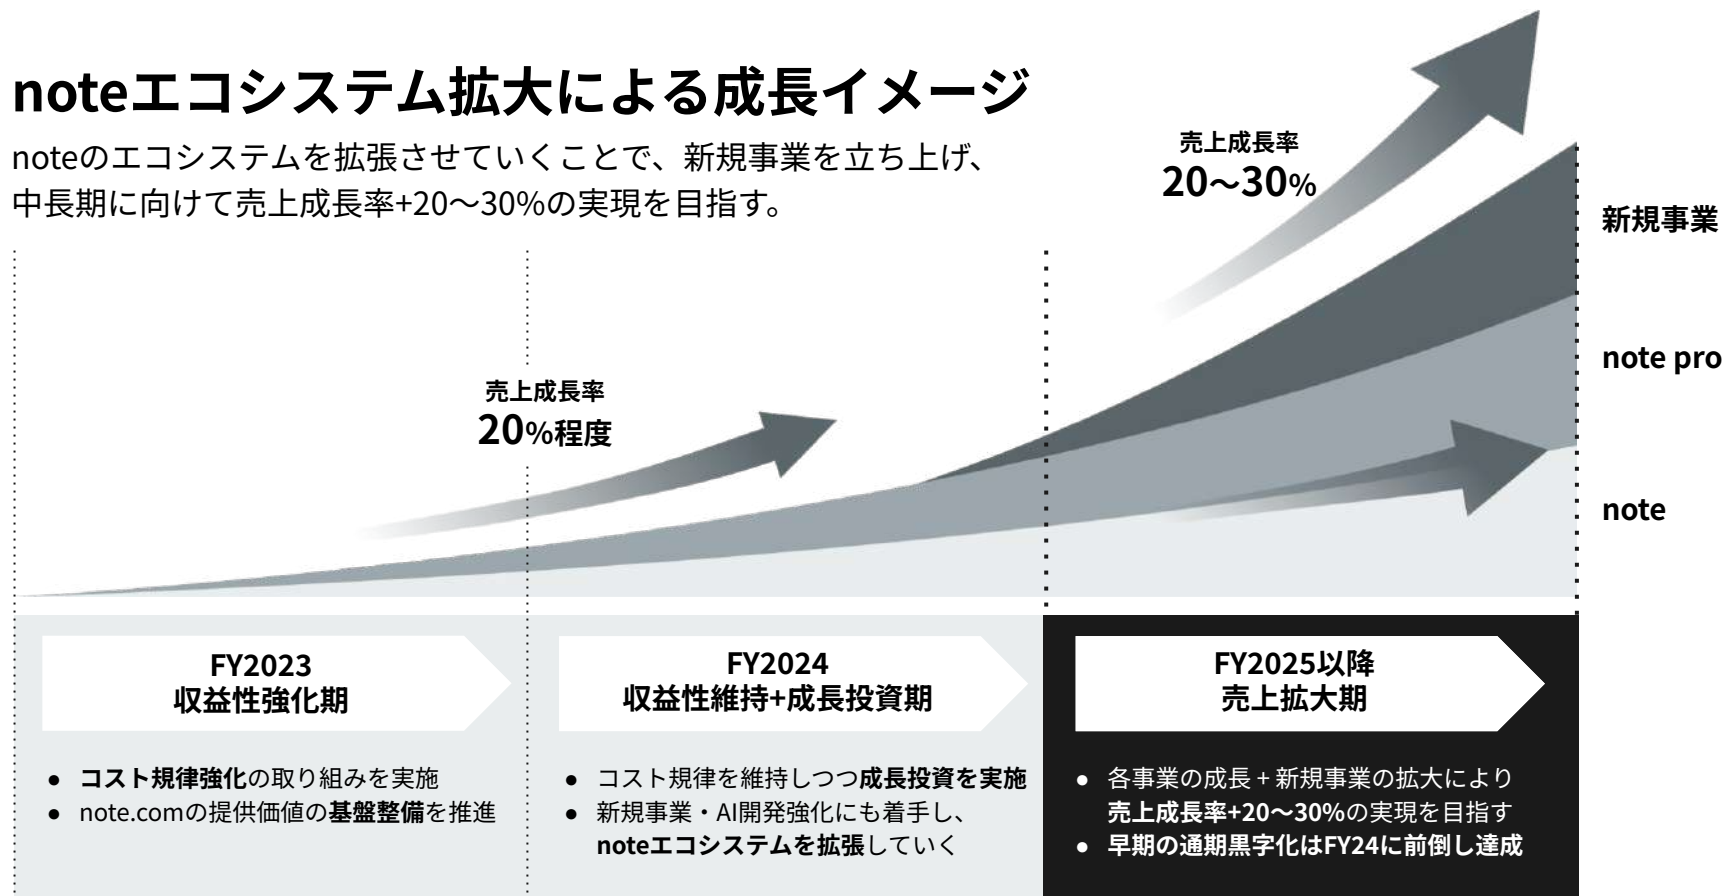 noteエコシステム拡大による成長イメージ
noteのエコシステムを拡張させていくことで、新規事業を立ち上げ、
中長期に向けて売上成長率+20〜30%の実現を目指す。
売上成長率
20〜30%
新規事業
note pro
note
売上成長率
20%程度
FY2023
収益性強化期
● コスト規律強化の取り組みを実施
● note.comの提供価値の基盤整備を推進
FY2024
収益性維持+成長投資期
● コスト規律を維持しつつ成長投資を実施
● 新規事業・AI開発強化にも着手し、
noteエコシステムを拡張していく
FY2025以降
売上拡大期
● 各事業の成長 + 新規事業の拡大により
売上成長率+20〜30%の実現を目指す
● 早期の通期黒字化はFY24に前倒し達成